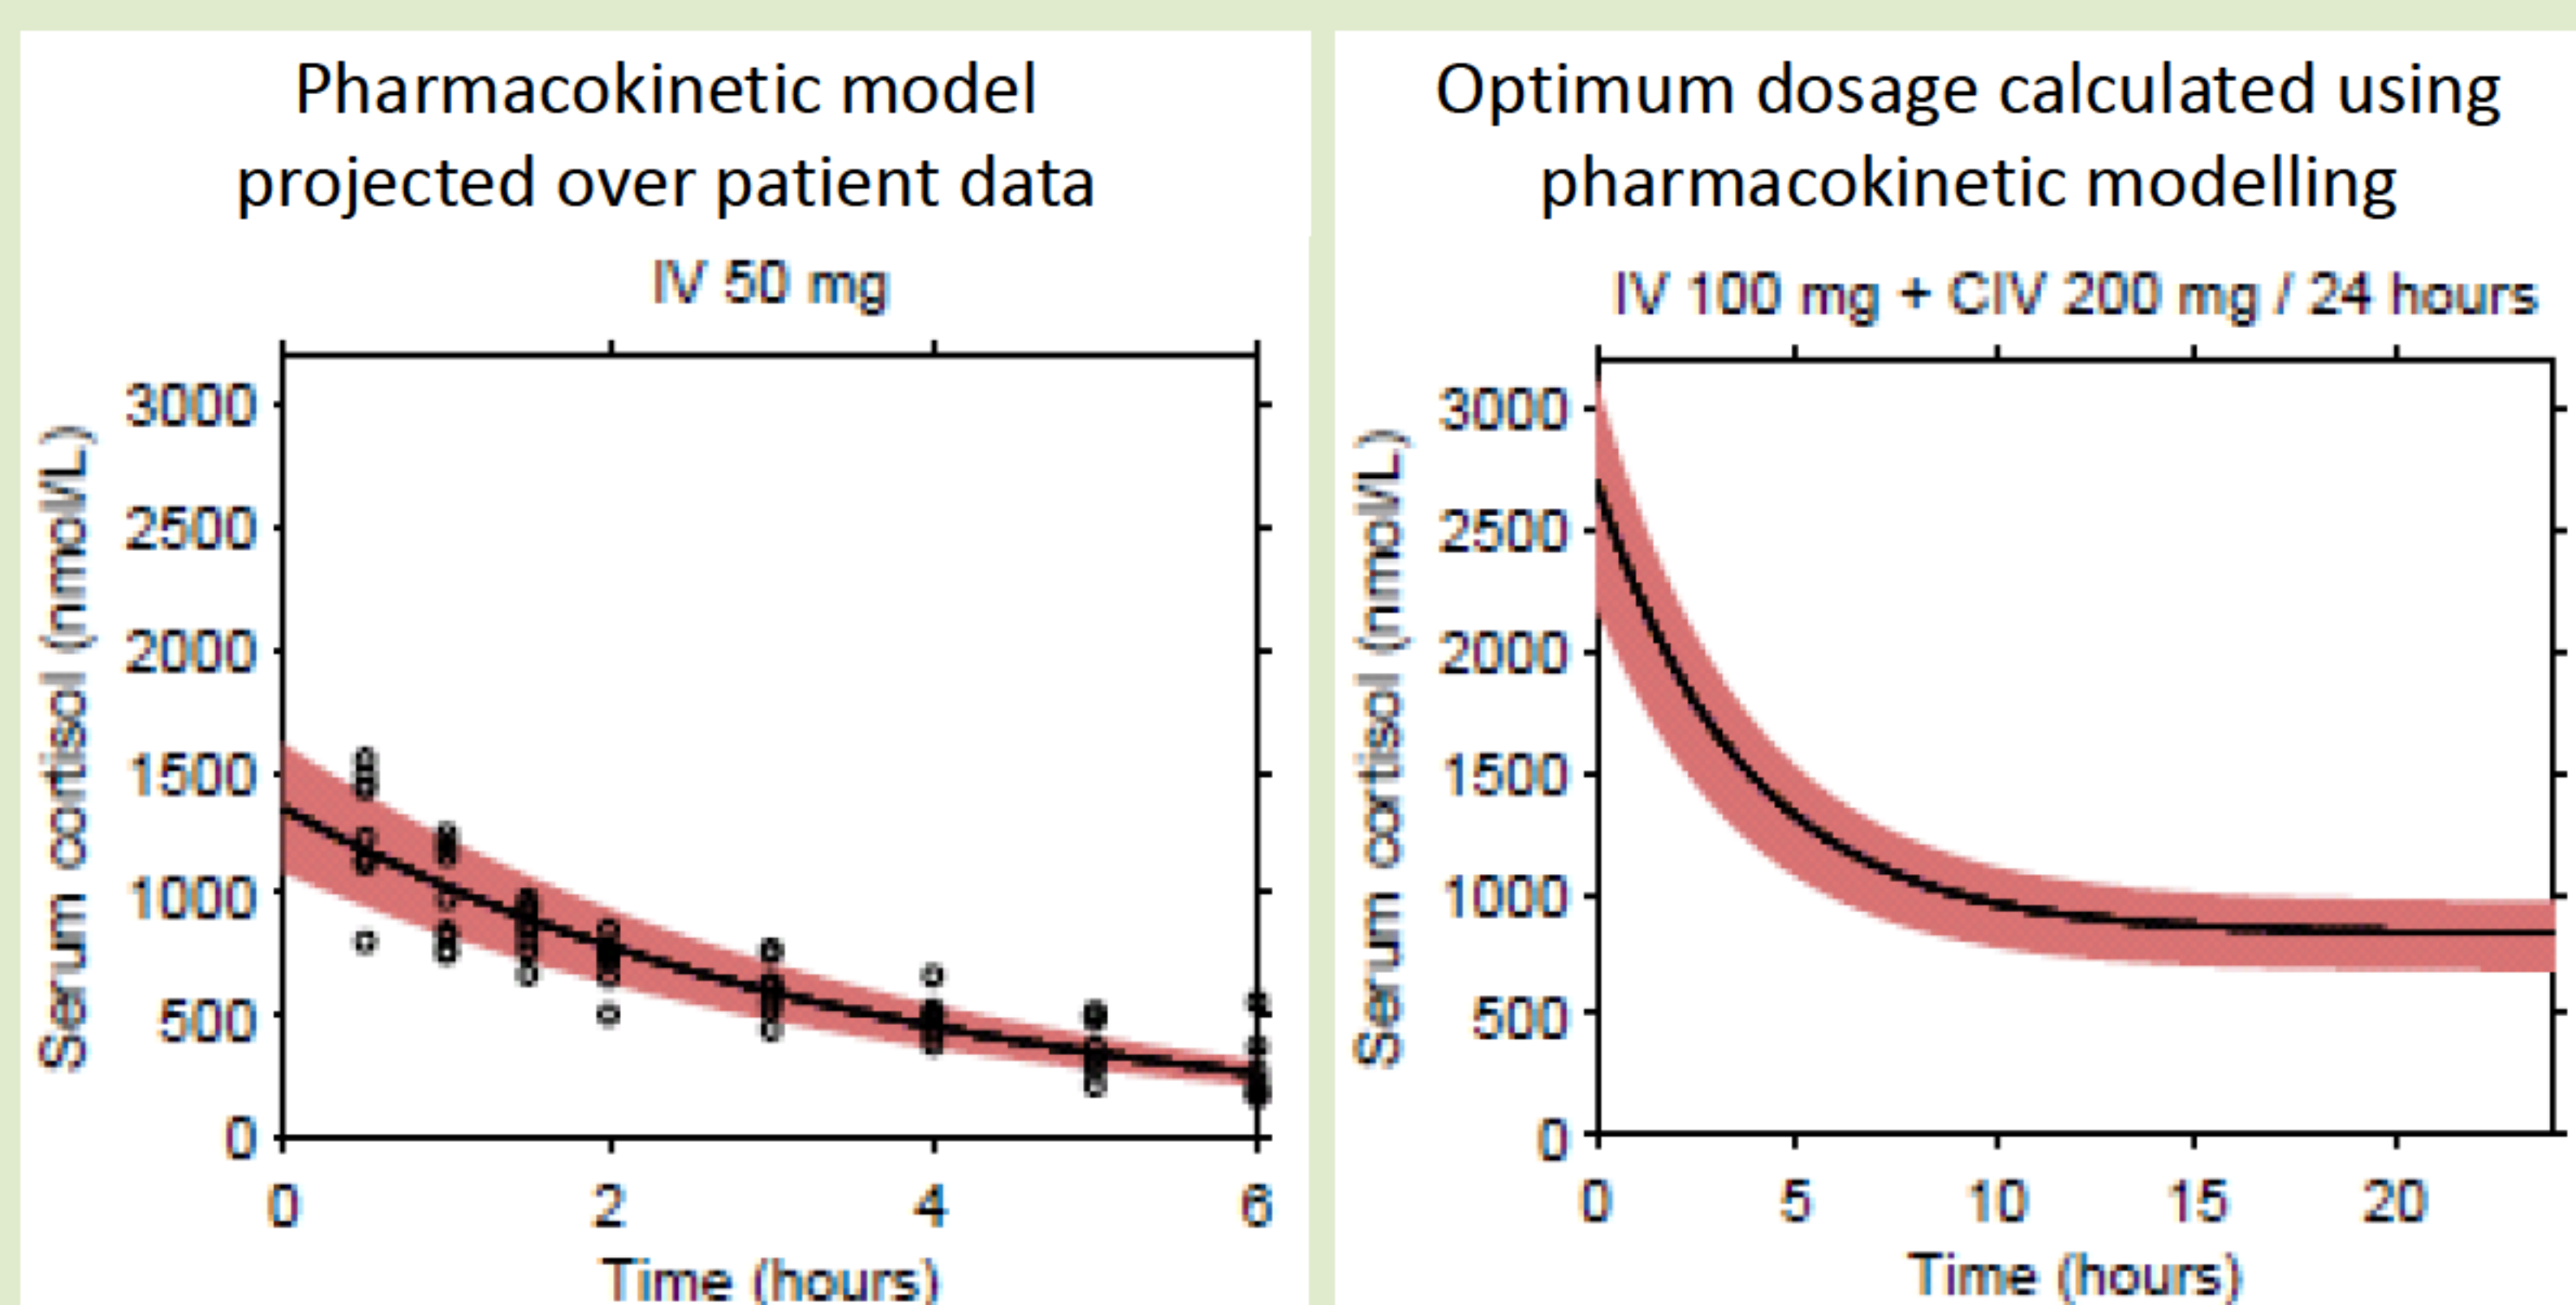 Pharmacokinetic model
projected over patient data
IV 50 mg
Serum cortisol (nmol/L)
3000
2500
2000
1500
1000
500
0
0 2 4 6
Time (hours)
Optimum dosage calculated using
pharmacokinetic modelling
IV 100 mg + CIV 200 mg / 24 hours
Serum cortisol (nmol/L)
3000
2500
2000
1500
1000
500
0
0 5 10 15 20
Time (hours)